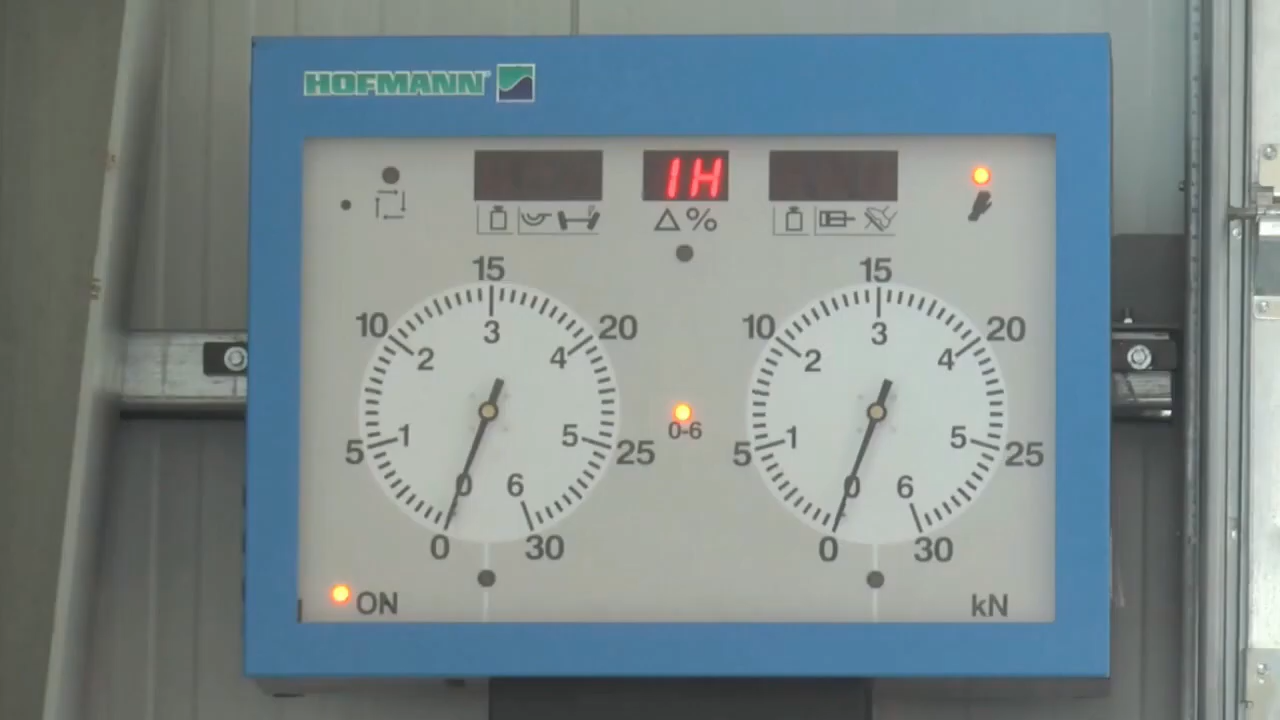 HOFMANN
1H
%
15 15
10 3 20 10 3 20
2 4 2 4
0-6
5 1 5 25 5 1 5 25
0 6 0 6
0 30 0 30
ON kN